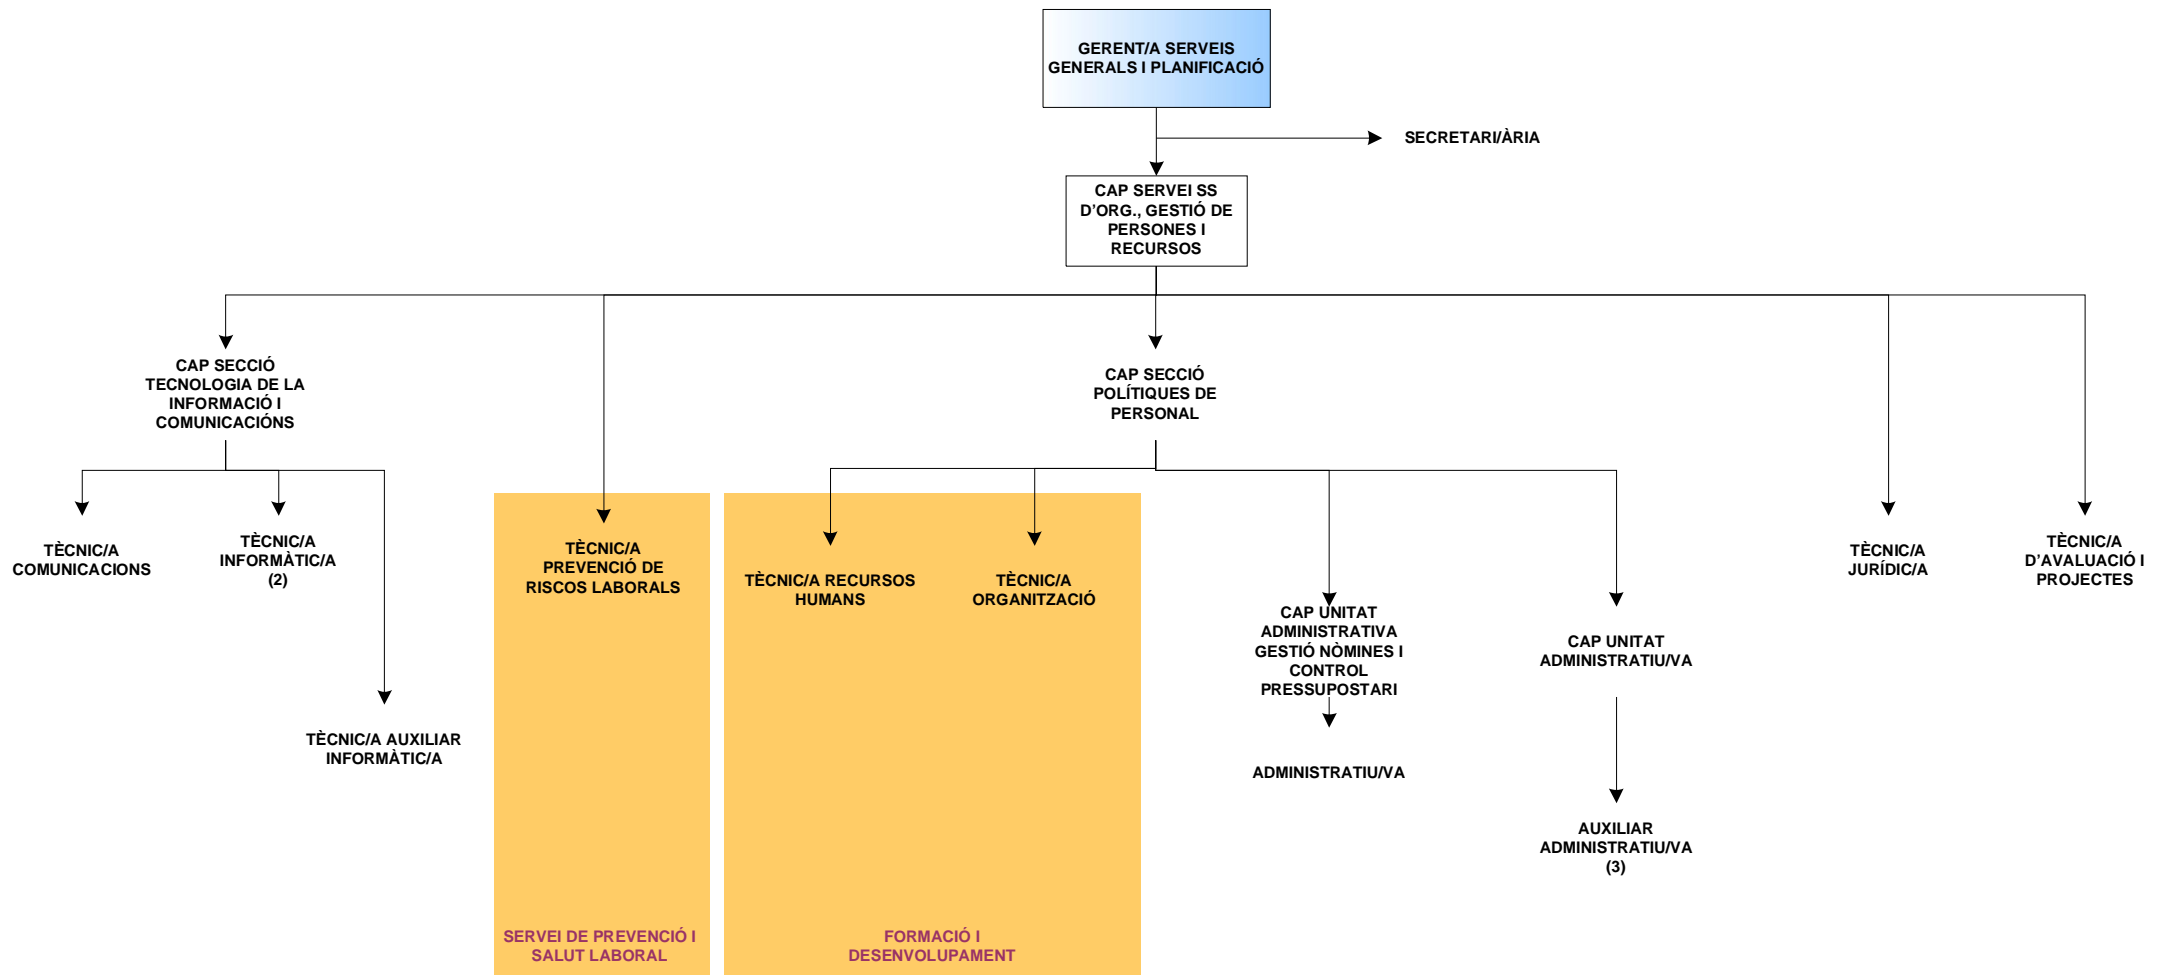 GERENT/A SERVEIS
GENERALS I PLANIFICACIÓ
SECRETARI/ÀRIA
CAP SERVEI SS
D’ORG., GESTIÓ DE
PERSONES I
RECURSOS
CAP SECCIÓ
TECNOLOGIA DE LA
INFORMACIÓ I
COMUNICACIÓNS
CAP SECCIÓ
POLÍTIQUES DE
PERSONAL
TÈCNIC/A
COMUNICACIONS
TÈCNIC/A
INFORMÀTIC/A
(2)
TÈCNIC/A AUXILIAR
INFORMÀTIC/A
TÈCNIC/A
PREVENCIÓ DE
RISCOS LABORALS
TÈCNIC/A RECURSOS
HUMANS
TÈCNIC/A
ORGANITZACIÓ
CAP UNITAT
ADMINISTRATIVA
GESTIÓ NÒMINES I
CONTROL
PRESSUPOSTARI
ADMINISTRATIU/VA
CAP UNITAT
ADMINISTRATIU/VA
AUXILIAR
ADMINISTRATIU/VA
(3)
TÈCNIC/A
JURÍDIC/A
TÈCNIC/A
D’AVALUACIÓ I
PROJECTES
SERVEI DE PREVENCIÓ I
SALUT LABORAL
FORMACIÓ I
DESENVOLUPAMENT